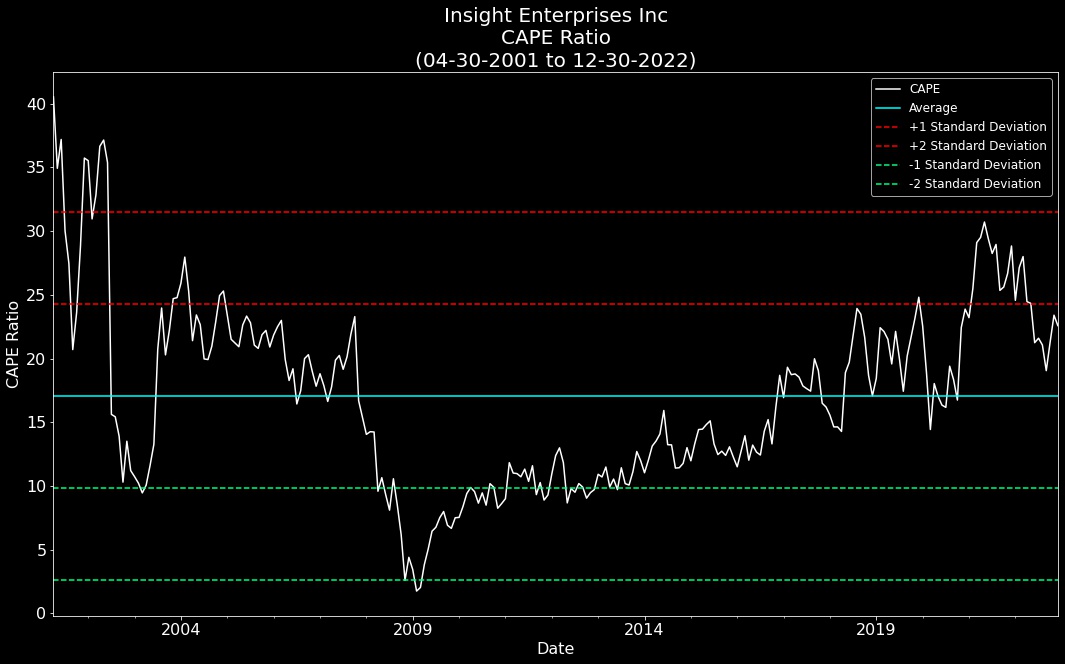 Insight Enterprises Inc
CAPE Ratio
(04-30-2001 to 12-30-2022)
CAPE
Average
+1 Standard Deviation
+2 Standard Deviation
-1 Standard Deviation
-2 Standard Deviation
40
35
30
25
20
15
10
5
0
CAPE Ratio
2004
2009
2014
2019
Date